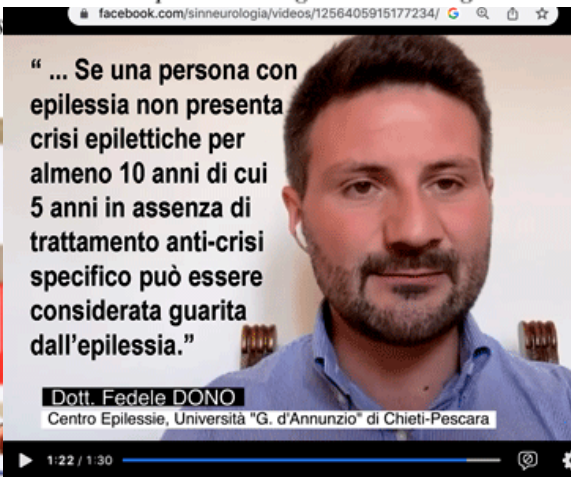 facebook.com/sinneurologia/videos/1256405915177234/
“ ... Se una persona con
epilessia non presenta
crisi epilettiche per
almeno 10 anni di cui
5 anni in assenza di
trattamento anti-crisi
specifico può essere
considerata guarita
dall'epilessia.”
Dott. Fedele DONO
Centro Epilessie, Università "G. d'Annunzio" di Chieti-Pescara
1:22 / 1:30